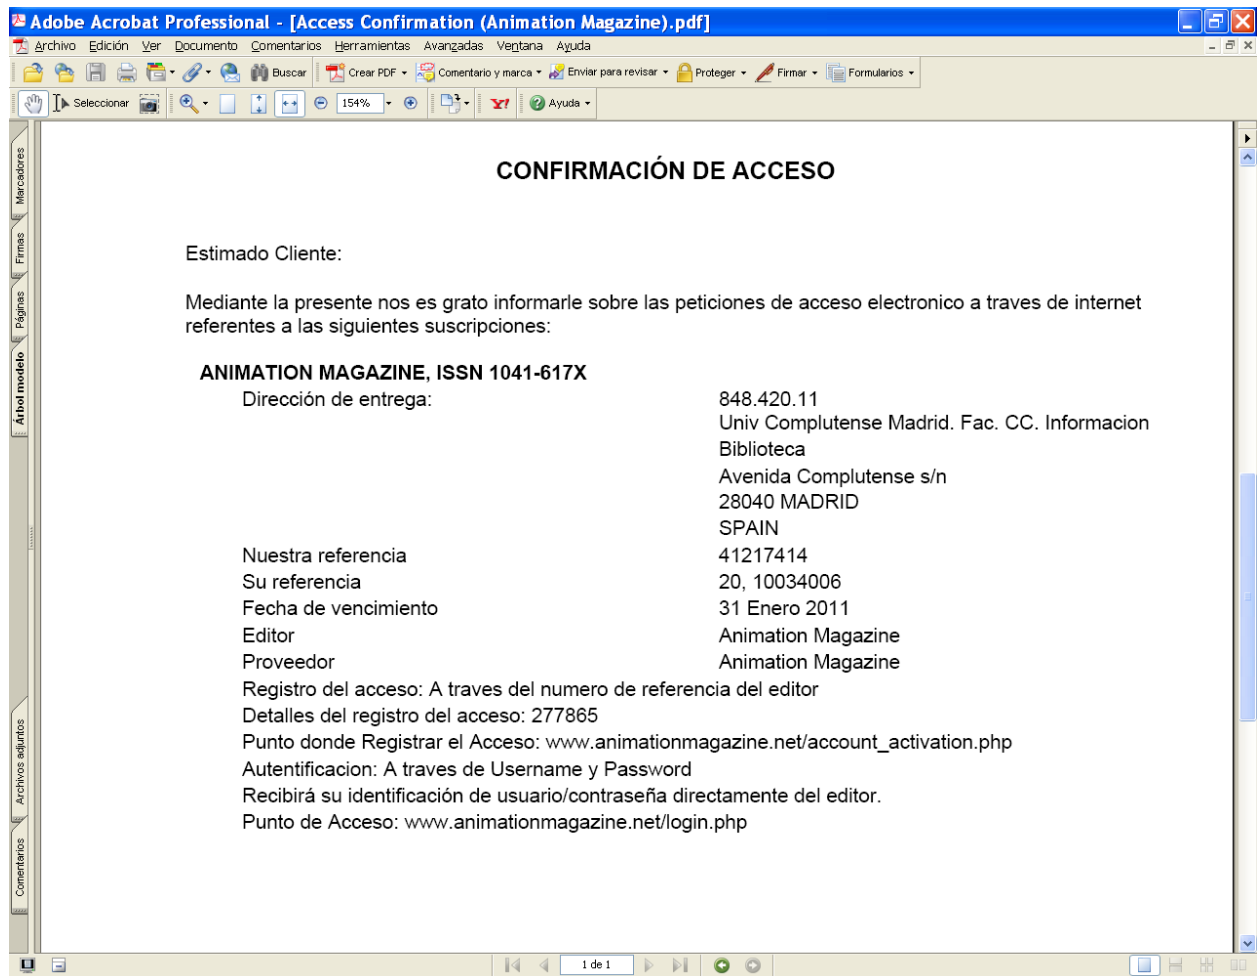 Adobe Acrobat Professional - [Access Confirmation (Animation Magazine).pdf]
Archivo Edición Ver Documento Comentarios Herramientas Avanzadas Ventana Ayuda
Buscar Crear PDF Comentario y marca Enviar para revisar Proteger Firmar Formularios
Seleccionar 154% Y! Ayuda
Marcadores
Firmas
Páginas
Árbol modelo
Archivos adjuntos
Comentarios
CONFIRMACIÓN DE ACCESO
Estimado Cliente:
Mediante la presente nos es grato informarle sobre las peticiones de acceso electronico a traves de internet
referentes a las siguientes suscripciones:
ANIMATION MAGAZINE, ISSN 1041-617X
Dirección de entrega: 848.420.11
Univ Complutense Madrid. Fac. CC. Informacion
Biblioteca
Avenida Complutense s/n
28040 MADRID
SPAIN
Nuestra referencia 41217414
Su referencia 20, 10034006
Fecha de vencimiento 31 Enero 2011
Editor Animation Magazine
Proveedor Animation Magazine
Registro del acceso: A traves del numero de referencia del editor
Detalles del registro del acceso: 277865
Punto donde Registrar el Acceso: www.animationmagazine.net/account_activation.php
Autentificacion: A traves de Username y Password
Recibirá su identificación de usuario/contraseña directamente del editor.
Punto de Acceso: www.animationmagazine.net/login.php
1 de 1